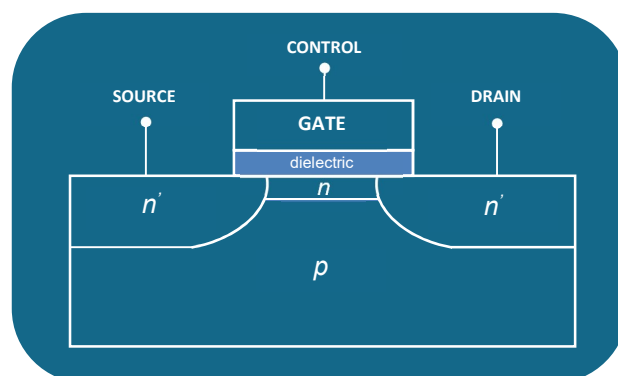 CONTROL
SOURCE
DRAIN
GATE
dielectric
n
n’
n’
p